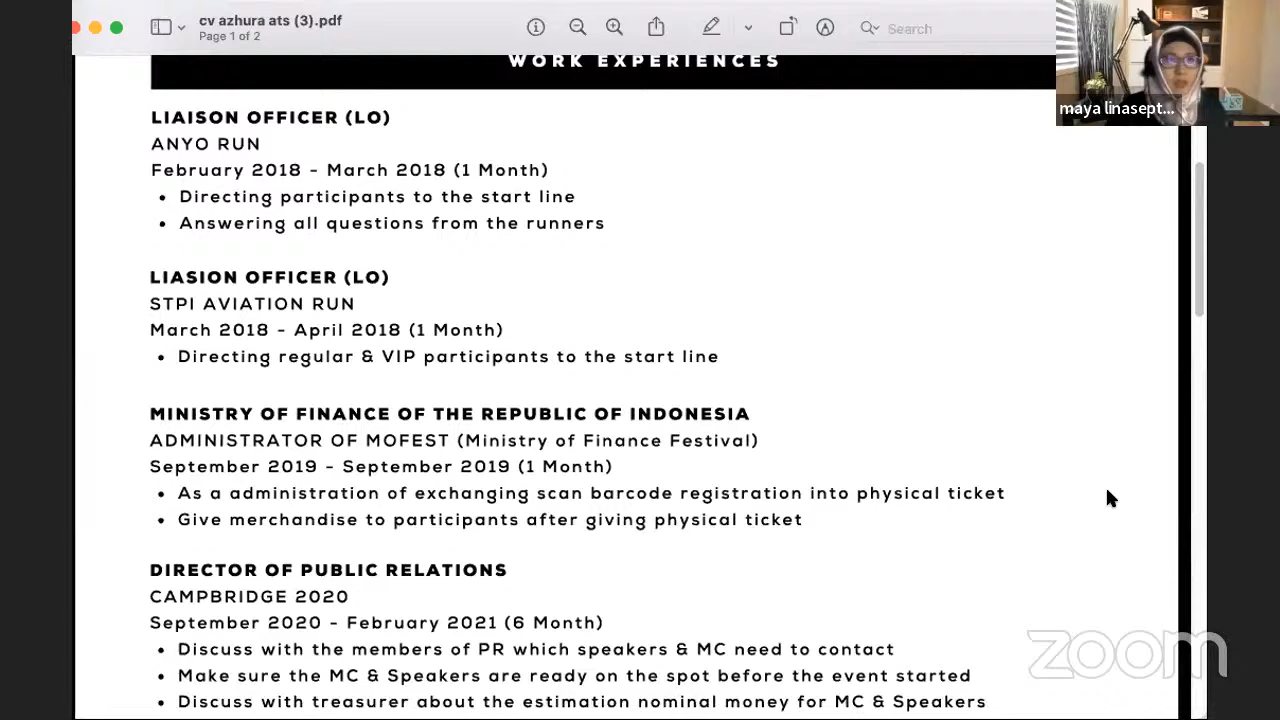 cv azhura ats (3).pdf
Page 1 of 2
Search
maya linasept...
WORK EXPERIENCES
LIAISON OFFICER (LO)
ANYO RUN
February 2018 - March 2018 (1 Month)
• Directing participants to the start line
• Answering all questions from the runners
LIASION OFFICER (LO)
STPI AVIATION RUN
March 2018 - April 2018 (1 Month)
• Directing regular & VIP participants to the start line
MINISTRY OF FINANCE OF THE REPUBLIC OF INDONESIA
ADMINISTRATOR OF MOFEST (Ministry of Finance Festival)
September 2019 - September 2019 (1 Month)
• As a administration of exchanging scan barcode registration into physical ticket
• Give merchandise to participants after giving physical ticket
DIRECTOR OF PUBLIC RELATIONS
CAMPBRIDGE 2020
September 2020 - February 2021 (6 Month)
• Discuss with the members of PR which speakers & MC need to contact
• Make sure the MC & Speakers are ready on the spot before the event started
• Discuss with treasurer about the estimation nominal money for MC & Speakers
zoom